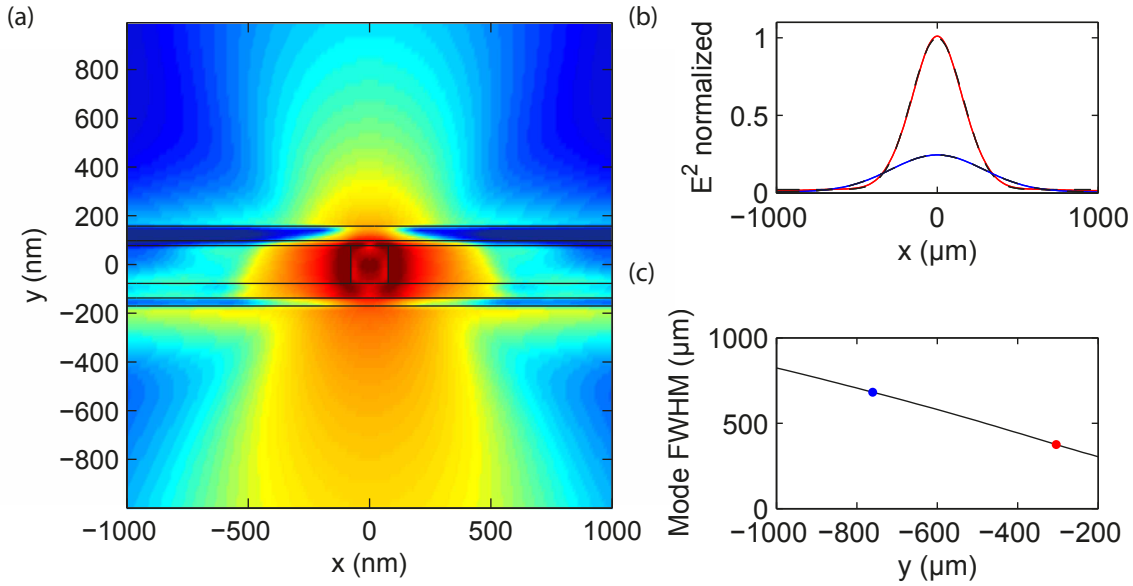 (a)
800
600
400
200
0
−200
−400
−600
−800
y (nm)
−1000 −500 0 500 1000
x (nm)
(b)
1
0.5
0
E² normalized
−1000 0 1000
x (µm)
(c)
1000
500
0
Mode FWHM (µm)
−1000 −800 −600 −400 −200
y (µm)